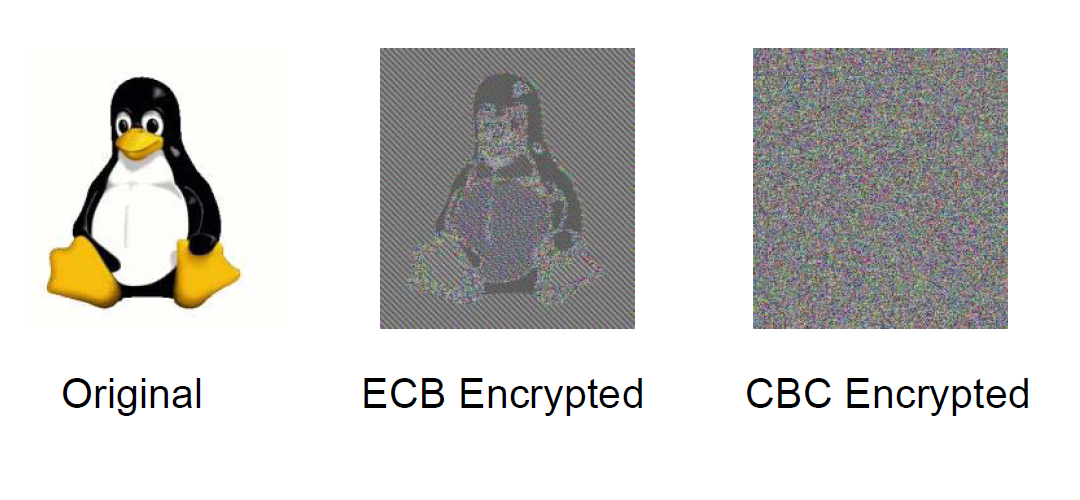 Original
ECB Encrypted
CBC Encrypted